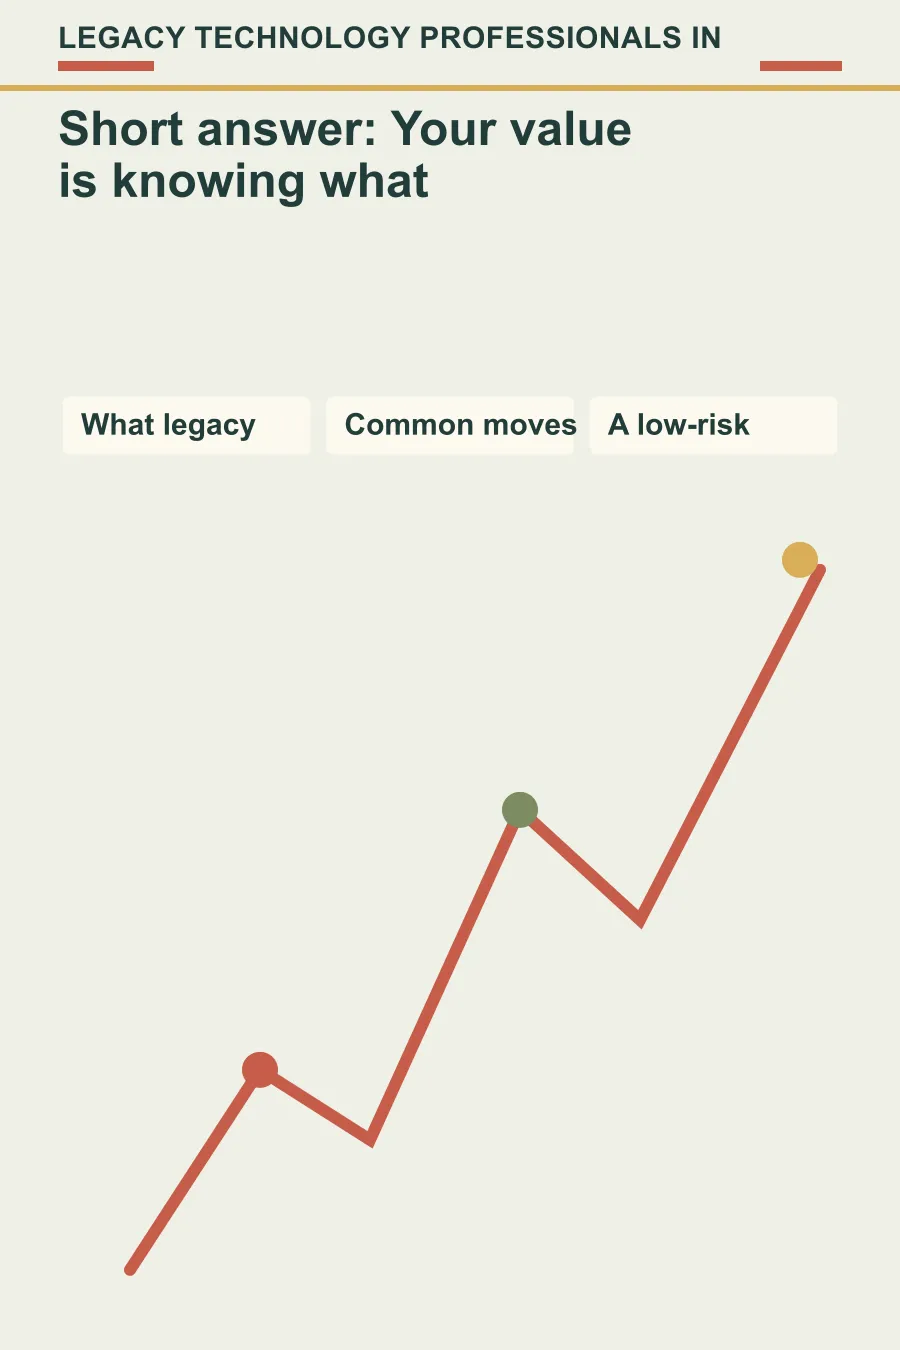 LEGACY TECHNOLOGY PROFESSIONALS IN
Short answer: Your value
is knowing what
What legacy
Common moves
A low-risk